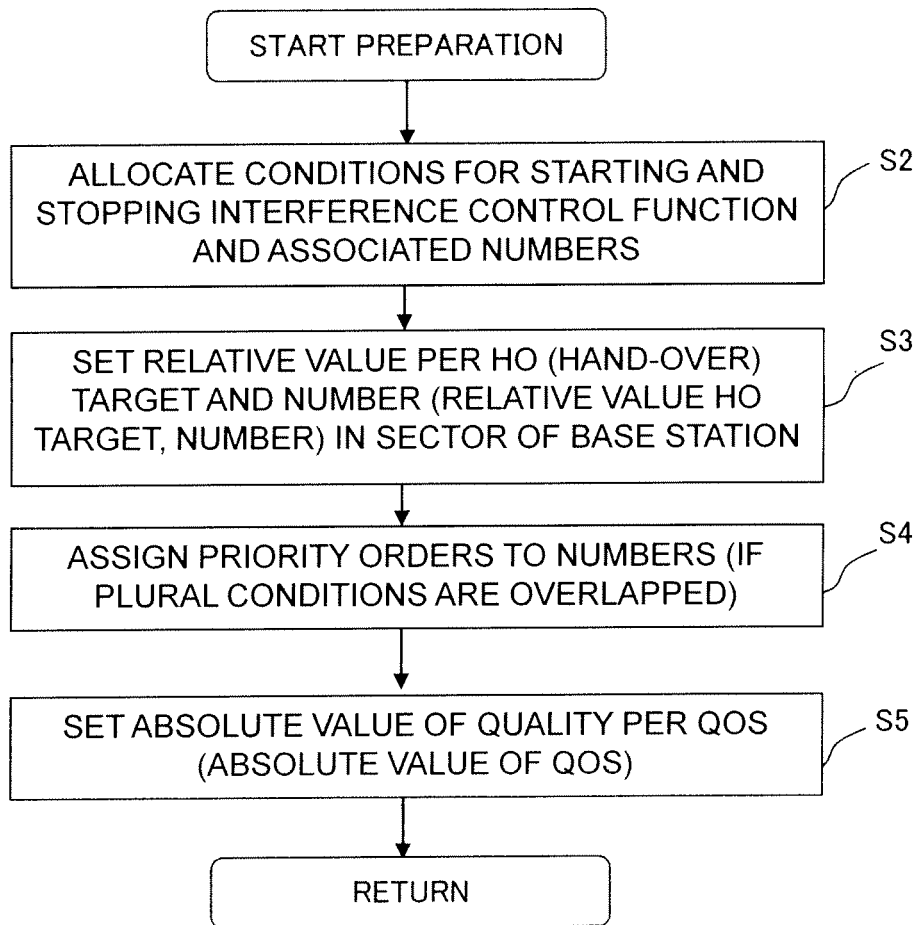 START PREPARATION
ALLOCATE CONDITIONS FOR STARTING AND
STOPPING INTERFERENCE CONTROL FUNCTION
AND ASSOCIATED NUMBERS
S2
SET RELATIVE VALUE PER HO (HAND-OVER)
TARGET AND NUMBER (RELATIVE VALUE HO
TARGET, NUMBER) IN SECTOR OF BASE STATION
S3
ASSIGN PRIORITY ORDERS TO NUMBERS (IF
PLURAL CONDITIONS ARE OVERLAPPED)
S4
SET ABSOLUTE VALUE OF QUALITY PER QOS
(ABSOLUTE VALUE OF QOS)
S5
RETURN